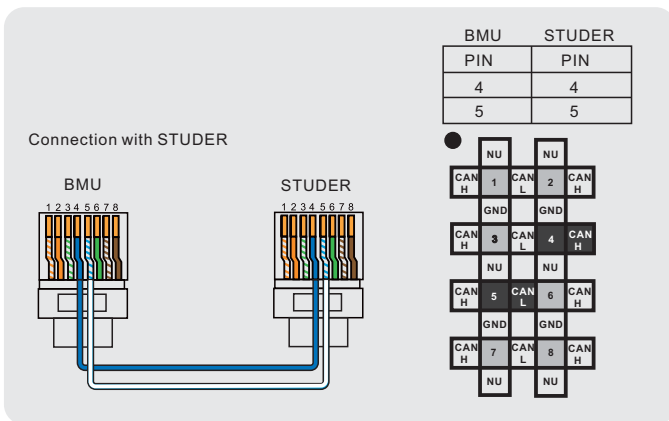 BMU STUDER
PIN PIN
4 4
5 5
Connection with STUDER
BMU
1 2 3 4 5 6 7 8
STUDER
1 2 3 4 5 6 7 8
NU NU
CAN H 1 CAN L 2 CAN H
GND GND
CAN H 3 CAN L 4 CAN H
NU NU
CAN H 5 CAN L 6 CAN H
GND GND
CAN H 7 CAN L 8 CAN H
NU NU